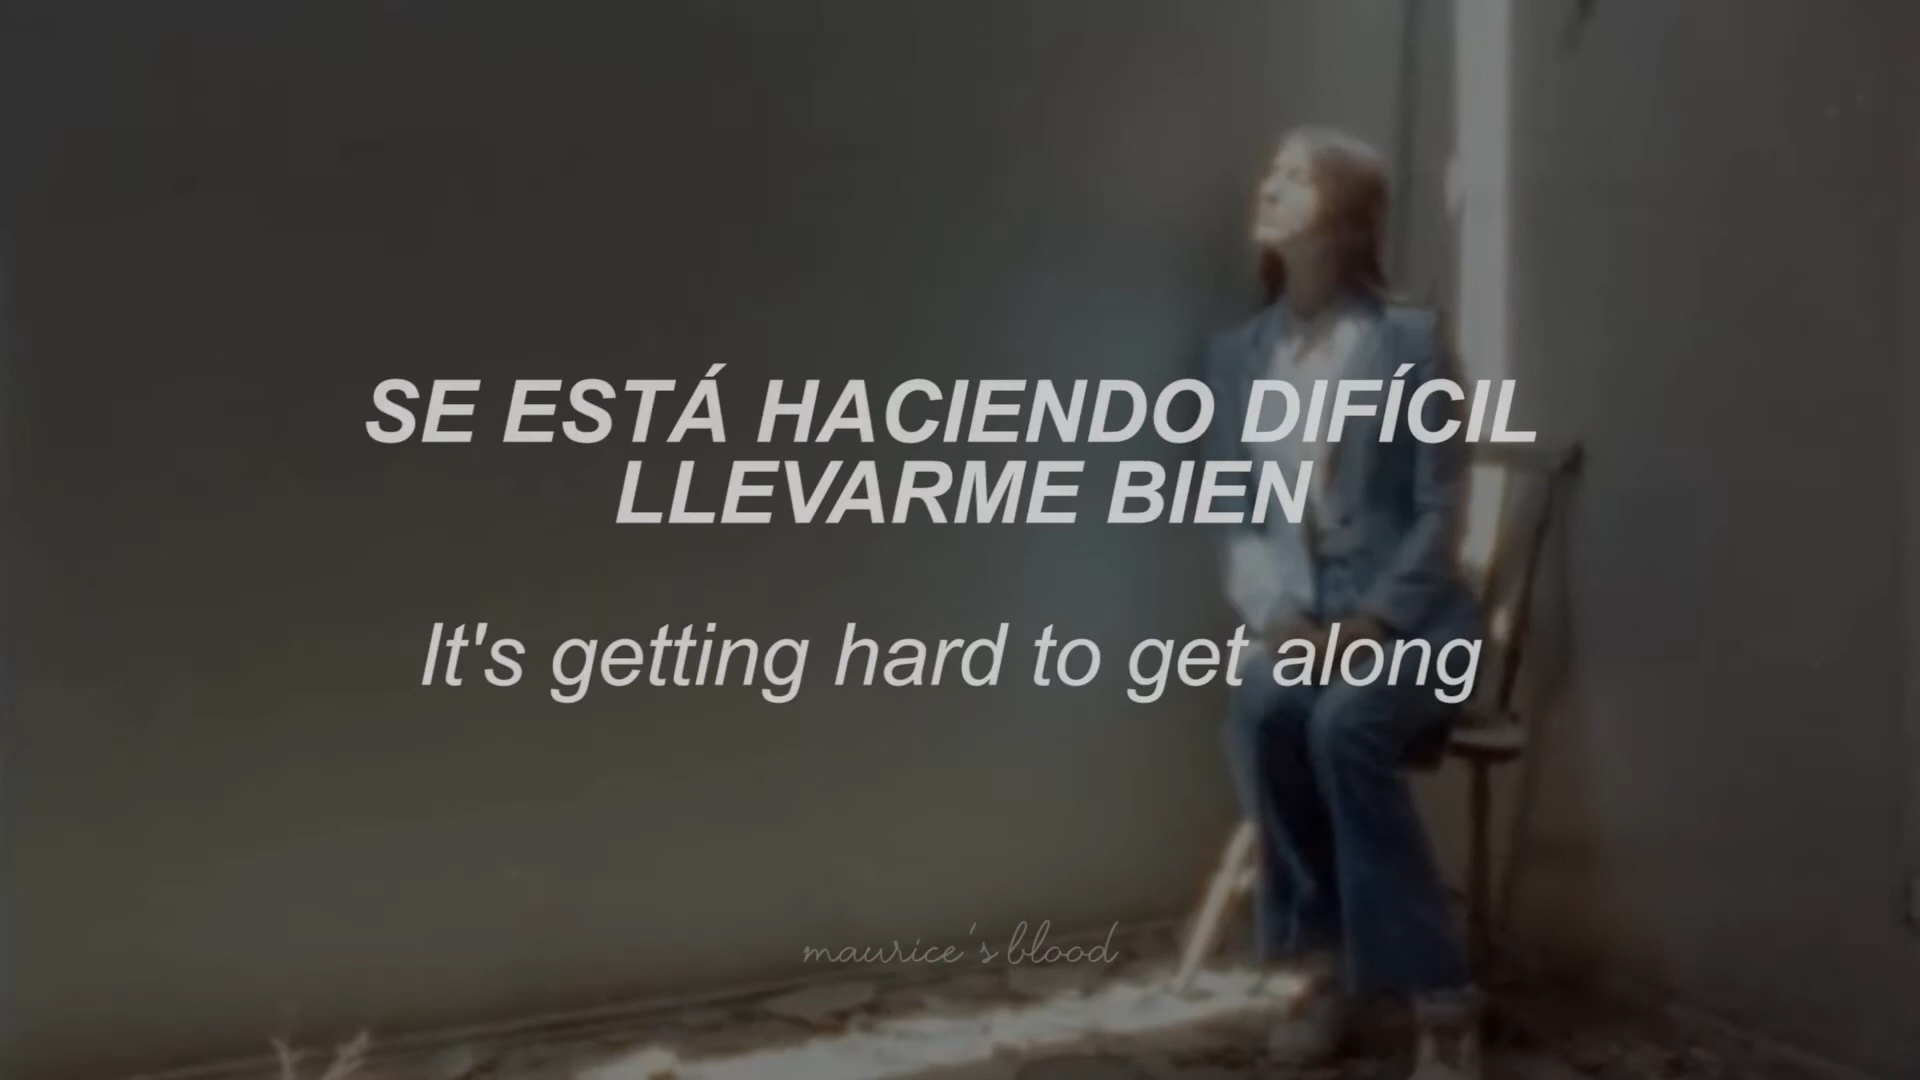 SE ESTÁ HACIENDO DIFÍCIL
LLEVARME BIEN
It's getting hard to get along
maurice's blood